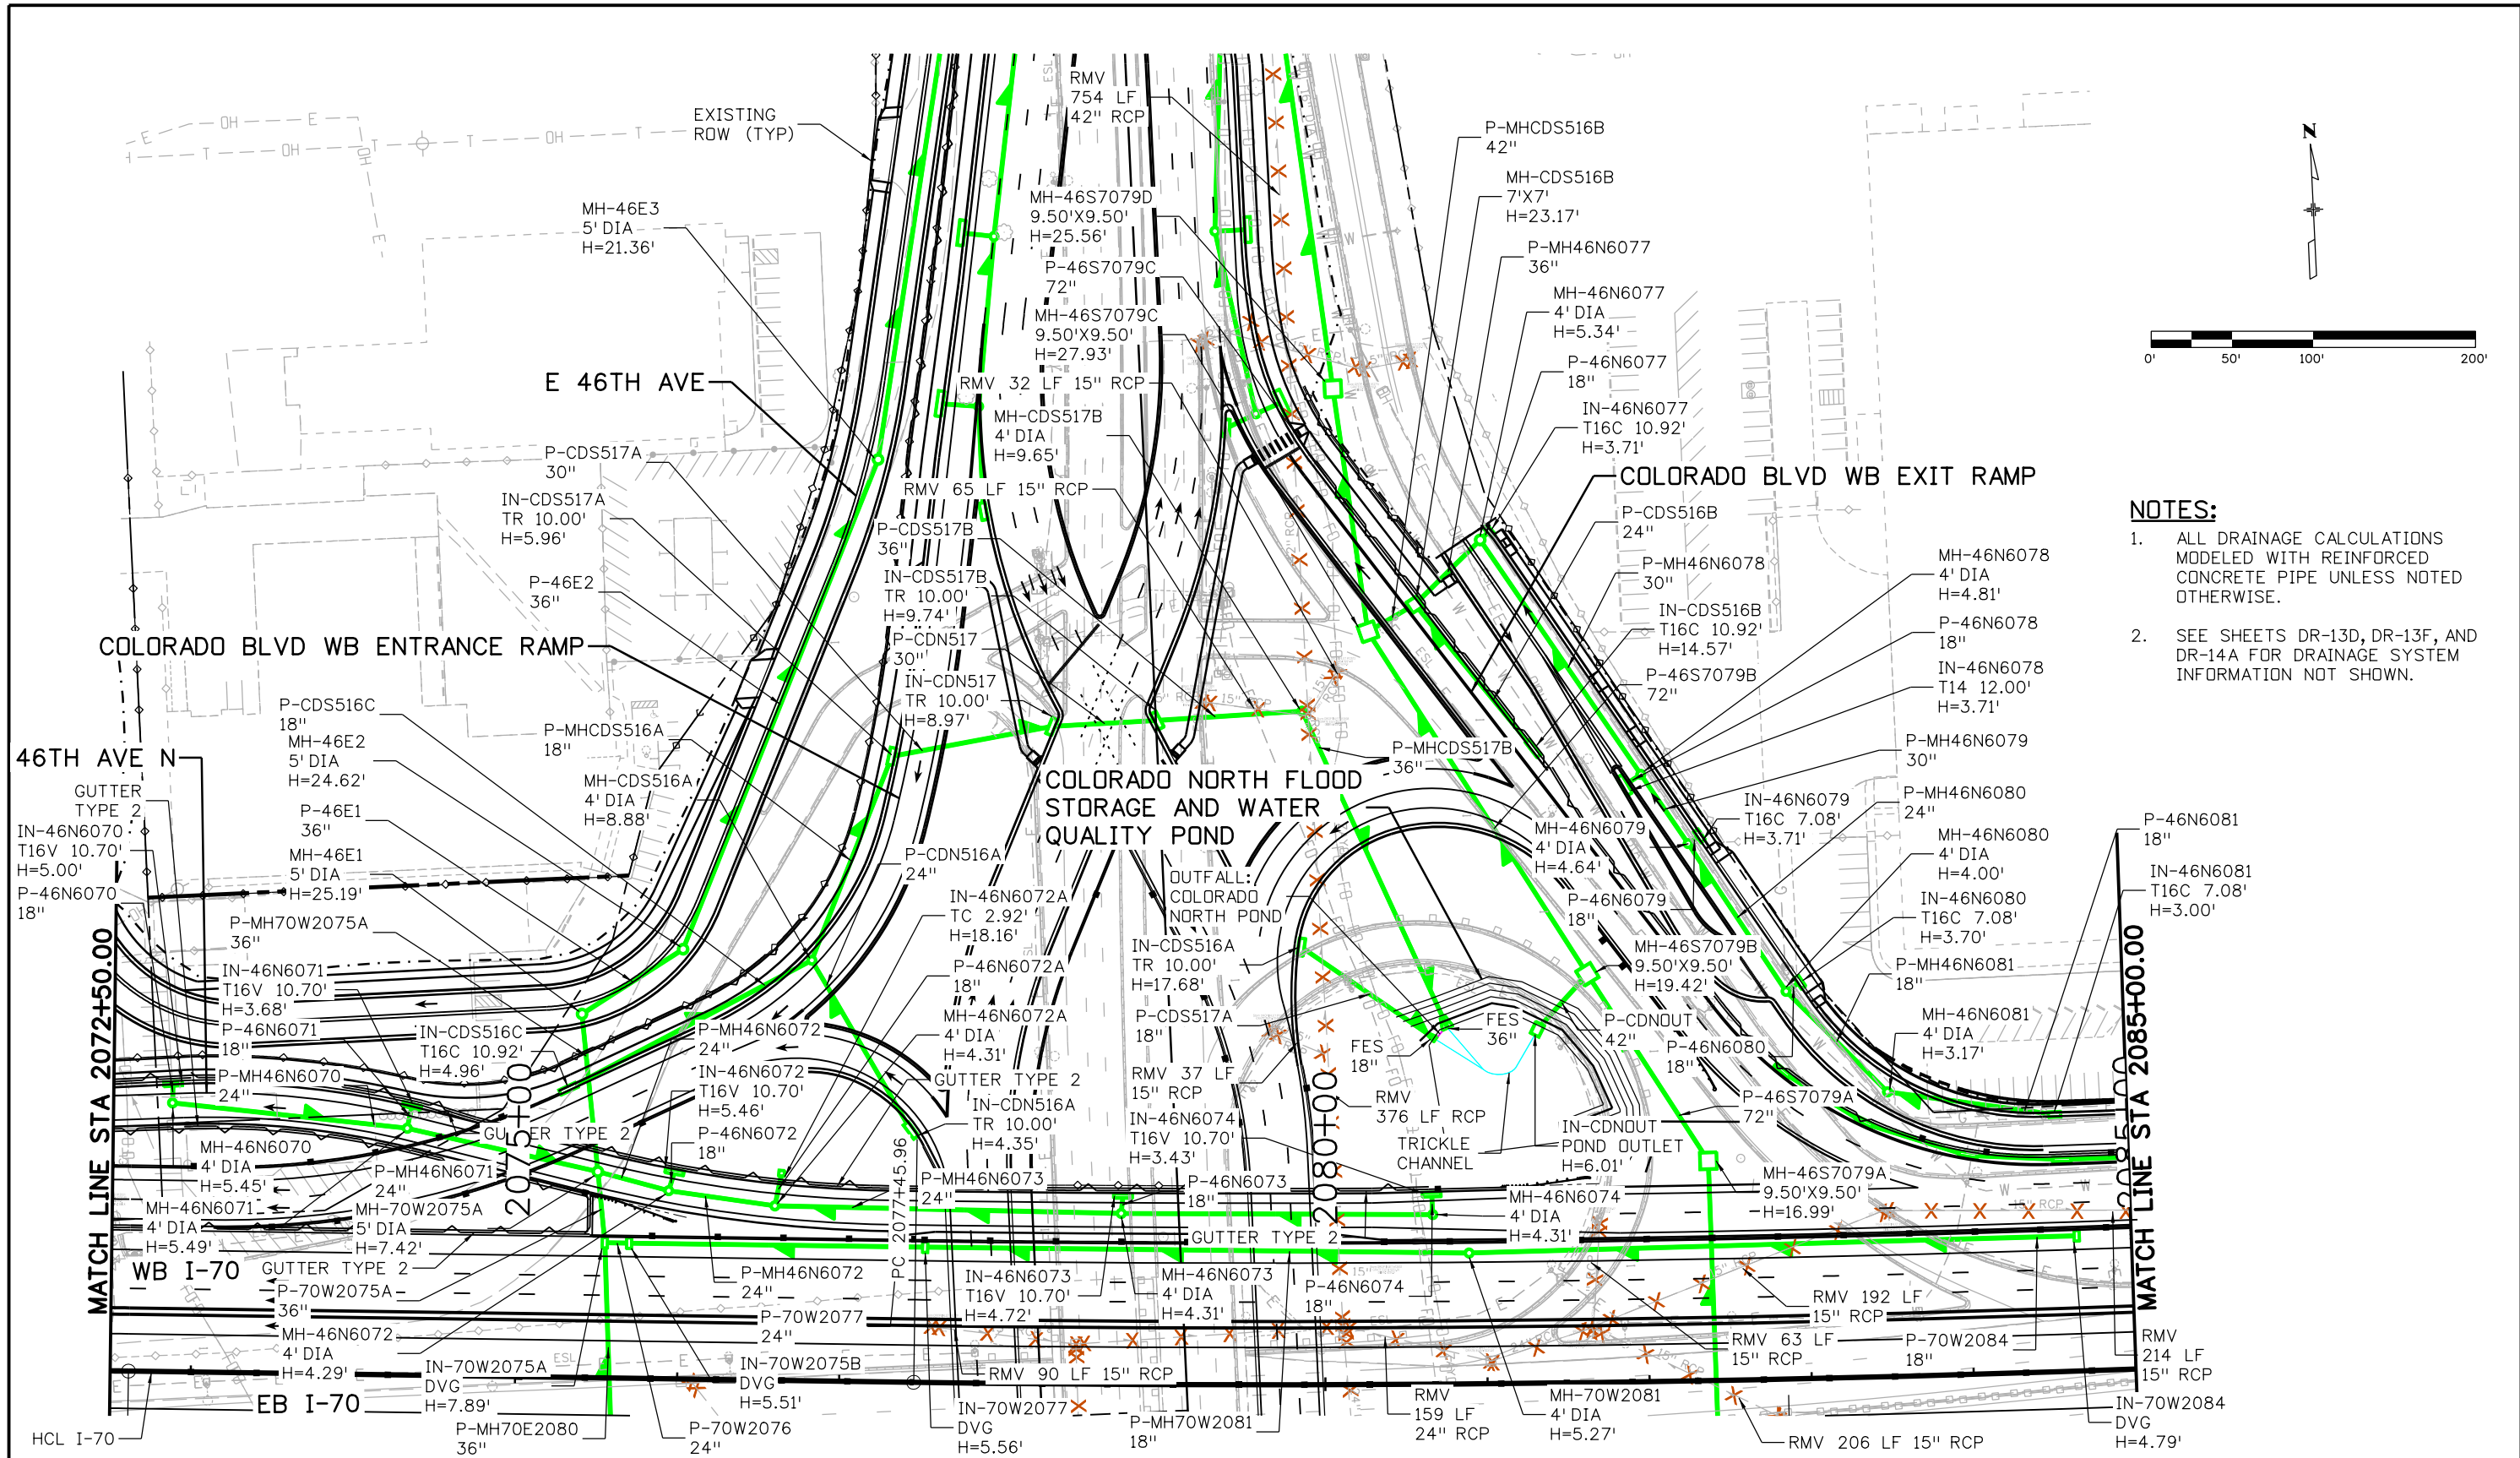 EXISTING
ROW (TYP)
RMV
754 LF
42" RCP
P-MHCDS516B
42"
MH-CDS516B
7'X7'
H=23.17'
P-MH46N6077
36"
MH-46N6077
4' DIA
H=5.34'
P-46N6077
18"
IN-46N6077
T16C 10.92'
H=3.71'
N
0'
50'
100'
200'
MH-46E3
5' DIA
H=21.36'
MH-46S7079D
9.50'X9.50'
H=25.56'
P-46S7079C
72"
MH-46S7079C
9.50'X9.50'
H=27.93'
RMV 32 LF 15" RCP
MH-CDS517B
4' DIA
H=9.65'
RMV 65 LF 15" RCP
E 46TH AVE
COLORADO BLVD WB EXIT RAMP
P-CDS517A
30"
IN-CDS517A
TR 10.00'
H=5.96'
P-46E2
36"
P-CDS517B
36"
IN-CDS517B
TR 10.00'
H=9.74'
P-CDN517
30"
IN-CDN517
TR 10.00'
H=8.97'
P-CDS516B
24"
P-MH46N6078
30"
IN-CDS516B
T16C 10.92'
H=14.57'
P-46S7079B
72"
MH-46N6078
4' DIA
H=4.81'
P-46N6078
18"
IN-46N6078
T14 12.00'
H=3.71'
P-MH46N6079
30"
P-MH46N6080
24"
NOTES:
1. ALL DRAINAGE CALCULATIONS
MODELED WITH REINFORCED
CONCRETE PIPE UNLESS NOTED
OTHERWISE.
2. SEE SHEETS DR-13D, DR-13F, AND
DR-14A FOR DRAINAGE SYSTEM
INFORMATION NOT SHOWN.
COLORADO BLVD WB ENTRANCE RAMP
P-CDS516C
18"
MH-46E2
5' DIA
H=24.62'
P-MHCDS516A
18"
MH-CDS516A
4' DIA
H=8.88'
46TH AVE N
GUTTER
TYPE 2
IN-46N6070
T16V 10.70'
H=5.00'
P-46N6070
18"
P-46E1
36"
MH-46E1
5' DIA
H=25.19'
P-MH70W2075A
36"
IN-46N6071
T16V 10.70'
H=3.68'
P-46N6071
18"
P-MH46N6070
24"
IN-CDS516C
T16C 10.92'
H=4.96'
P-MHCDS517B
36"
COLORADO NORTH FLOOD
STORAGE AND WATER
QUALITY POND
P-CDN516A
24"
IN-46N6072A
TC 2.92'
H=18.16'
P-46N6072A
18"
MH-46N6072A
4' DIA
H=4.31'
OUTFALL:
COLORADO
NORTH POND
IN-CDS516A
TR 10.00'
H=17.68'
P-CDS517A
18"
RMV 37 LF
15" RCP
IN-46N6074
T16V 10.70'
H=3.43'
MH-46N6079
4' DIA
H=4.64'
P-46N6079
18"
IN-46N6079
T16C 7.08'
H=3.71'
MH-46N6080
4' DIA
H=4.00'
IN-46N6080
T16C 7.08'
H=3.70'
P-46N6081
18"
IN-46N6081
T16C 7.08'
H=3.00'
MH-46S7079B
9.50'X9.50'
H=19.42'
P-MH46N6081
18"
MH-46N6081
4' DIA
H=3.17'
FES
36"
FES
18"
P-CDNOUT
42"
P-46N6080
18"
P-46S7079A
72"
RMV
376 LF RCP
TRICKLE
CHANNEL
IN-CDNOUT
POND OUTLET
H=6.01'
P-MH46N6072
24"
IN-46N6072
T16V 10.70'
H=5.46'
P-46N6072
18"
GUTTER TYPE 2
IN-CDN516A
TR 10.00'
H=4.35'
GUTTER TYPE 2
2075+00
2080+00
2085+00
MATCH LINE STA 2072+50.00
MATCH LINE STA 2085+00.00
MH-46N6070
4' DIA
H=5.45'
P-MH46N6071
24"
MH-46N6071
4' DIA
H=5.49'
MH-70W2075A
5' DIA
H=7.42'
PC 2077+45.96
P-MH46N6073
24"
P-46N6073
18"
GUTTER TYPE 2
MH-46N6074
4' DIA
H=4.31'
MH-46S7079A
9.50'X9.50'
H=16.99'
WB I-70
GUTTER TYPE 2
P-70W2075A
36"
MH-46N6072
4' DIA
H=4.29'
P-MH46N6072
24"
P-70W2077
24"
IN-46N6073
T16V 10.70'
H=4.72'
MH-46N6073
4' DIA
H=4.31'
P-46N6074
18"
RMV 192 LF
15" RCP
RMV 63 LF
15" RCP
P-70W2084
18"
RMV
214 LF
15" RCP
EB I-70
IN-70W2075A
DVG
H=7.89'
IN-70W2075B
DVG
H=5.51'
RMV 90 LF 15" RCP
IN-70W2077
DVG
H=5.56'
P-MH70W2081
18"
RMV
159 LF
24" RCP
MH-70W2081
4' DIA
H=5.27'
IN-70W2084
DVG
H=4.79'
HCL I-70
P-MH70E2080
36"
P-70W2076
24"
RMV 206 LF 15" RCP